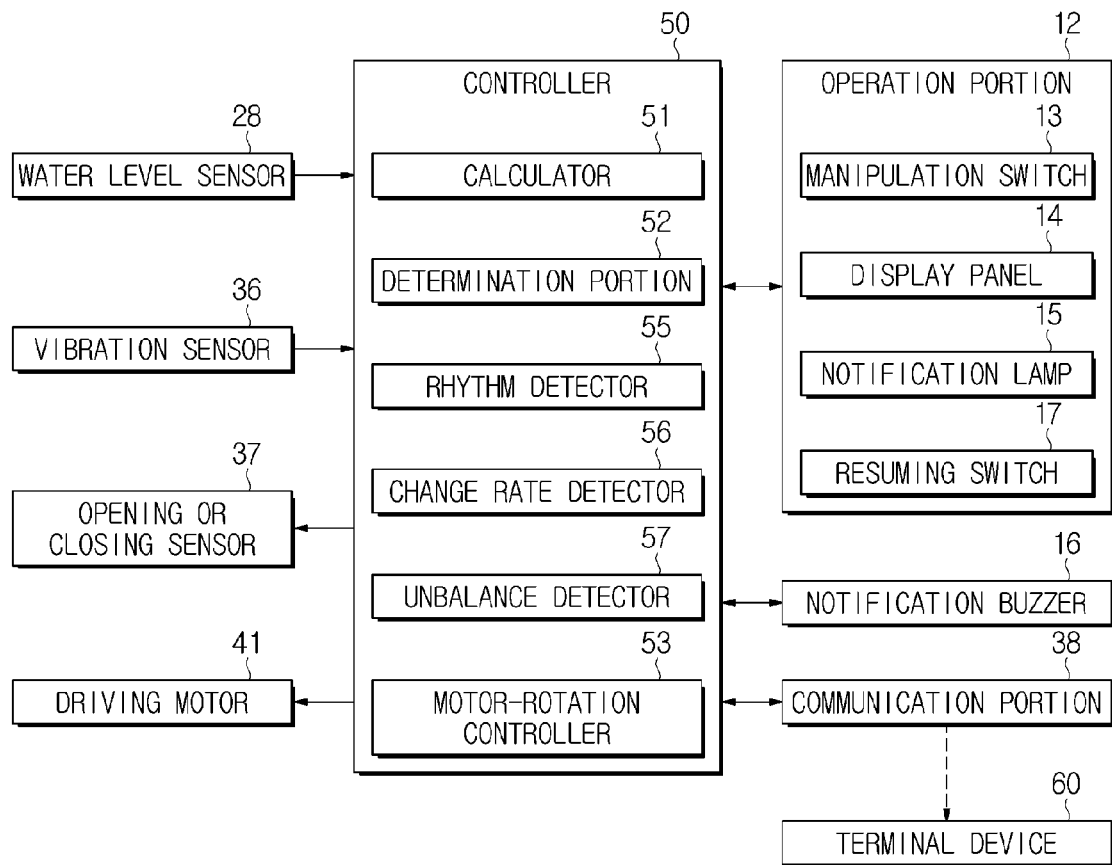 50
CONTROLLER
28
WATER LEVEL SENSOR
36
VIBRATION SENSOR
37
OPENING OR
CLOSING SENSOR
41
DRIVING MOTOR
51
CALCULATOR
52
DETERMINATION PORTION
55
RHYTHM DETECTOR
56
CHANGE RATE DETECTOR
57
UNBALANCE DETECTOR
53
MOTOR-ROTATION
CONTROLLER
12
OPERATION PORTION
13
MANIPULATION SWITCH
14
DISPLAY PANEL
15
NOTIFICATION LAMP
17
RESUMING SWITCH
16
NOTIFICATION BUZZER
38
COMMUNICATION PORTION
60
TERMINAL DEVICE